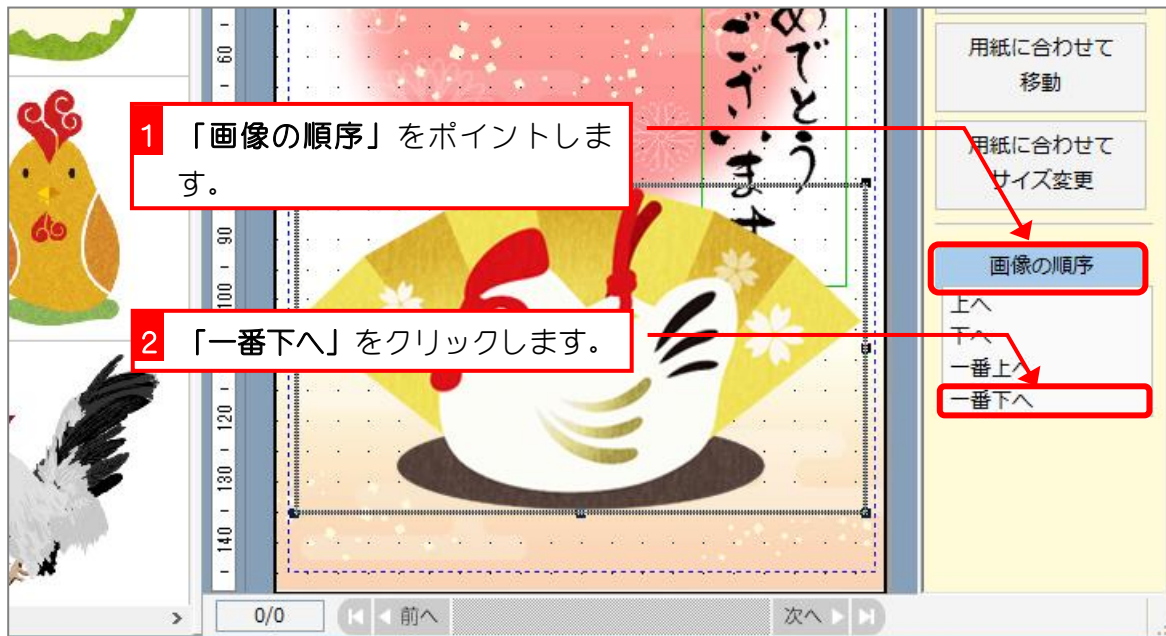 めでとう
ございます
60
90
100
120
130
140
1 「画像の順序」をポイントしま
す。
2 「一番下へ」をクリックします。
用紙に合わせて
移動
用紙に合わせて
サイズ変更
画像の順序
上へ
下へ
一番上へ
一番下へ
0/0
前へ
次へ